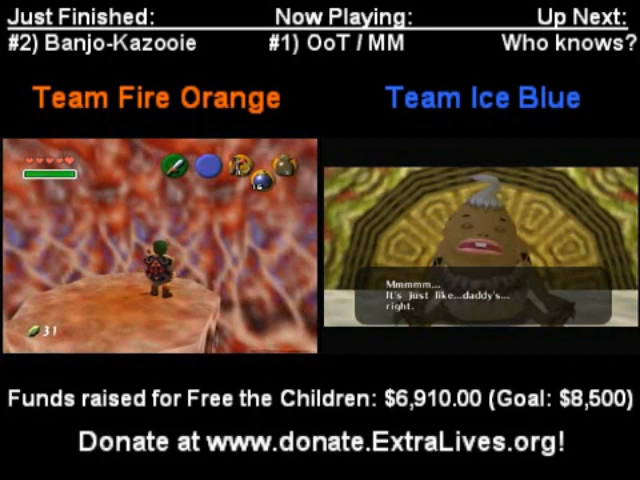 Just Finished: Now Playing: Up Next:
#2) Banjo-Kazooie #1) OoT / MM Who knows?
Team Fire Orange Team Ice Blue
16
31
Mmmmm...
It's just like...daddy's...
right.
Funds raised for Free the Children: $6,910.00 (Goal: $8,500)
Donate at www.donate.ExtraLives.org!